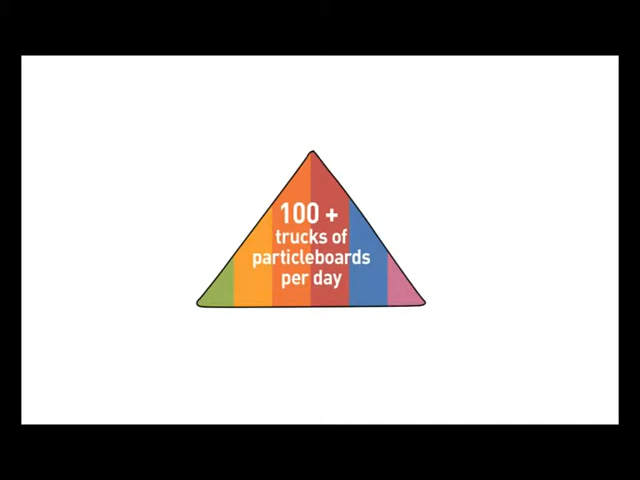 100 +
trucks of
particleboards
per day